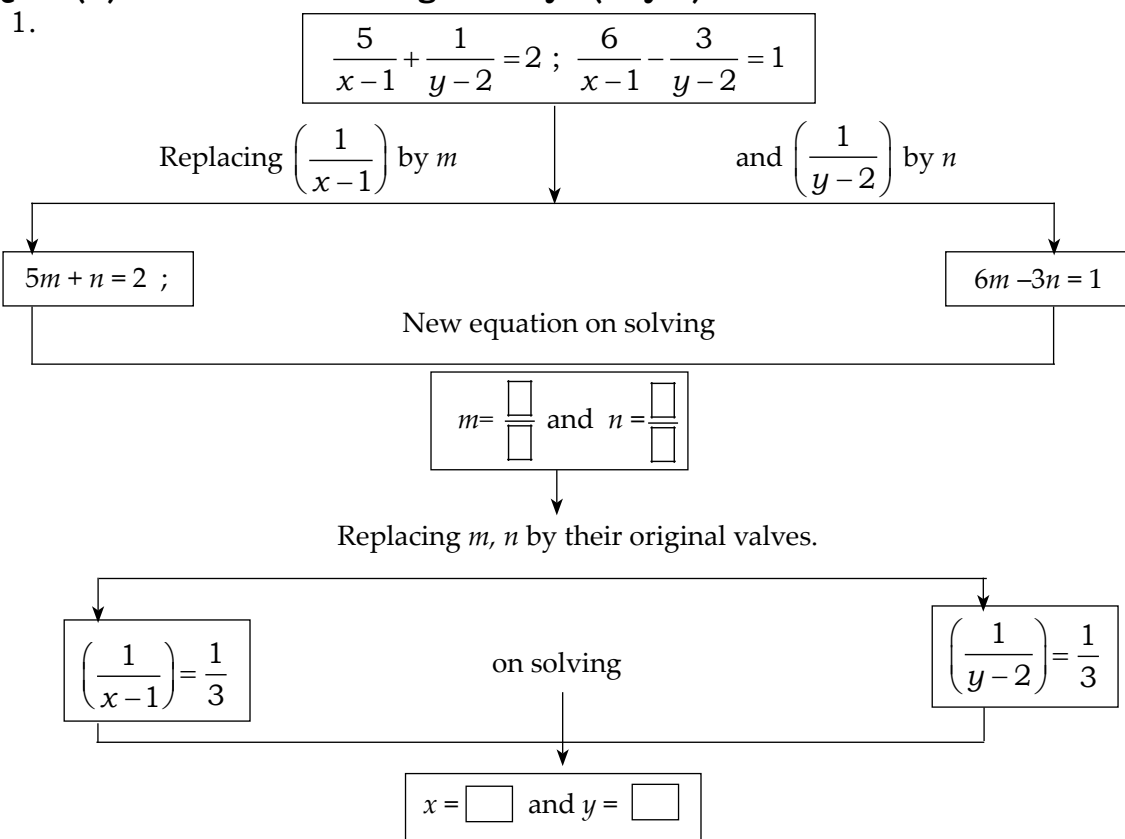 1.
5/(x−1) + 1/(y−2) = 2 ; 6/(x−1) − 3/(y−2) = 1
Replacing (1/(x−1)) by m and (1/(y−2)) by n
5m + n = 2 ; 6m –3n = 1
New equation on solving
m= □/□ and n = □/□
Replacing m, n by their original valves.
(1/(x−1)) = 1/3 on solving (1/(y−2)) = 1/3
x = □ and y = □